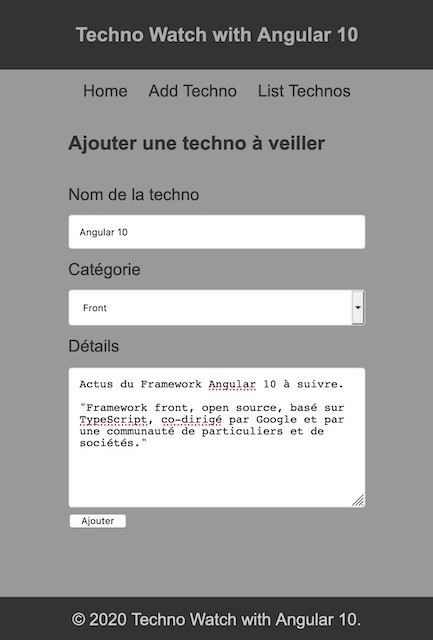 Techno Watch with Angular 10
Home Add Techno List Technos
Ajouter une techno à veiller
Nom de la techno
Angular 10
Catégorie
Front
Détails
Actus du Framework Angular 10 à suivre.
"Framework front, open source, basé sur
TypeScript, co-dirigé par Google et par
une communauté de particuliers et de
sociétés."
Ajouter
© 2020 Techno Watch with Angular 10.